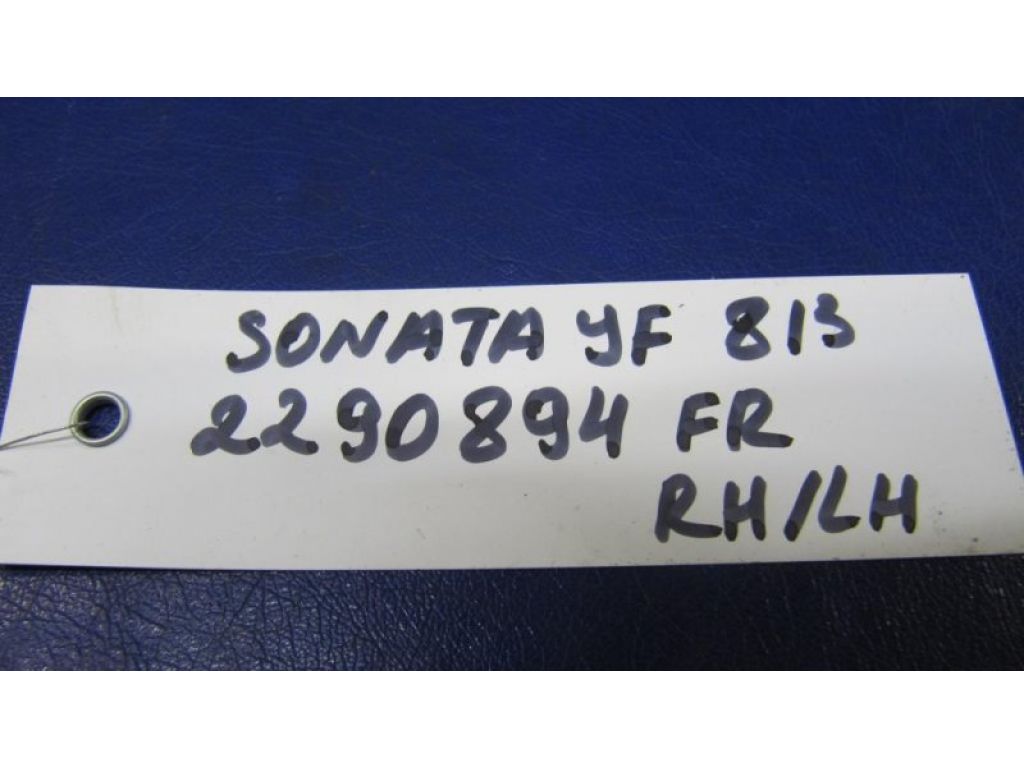 SONATA YF 813
2290894 FR
RH/LH